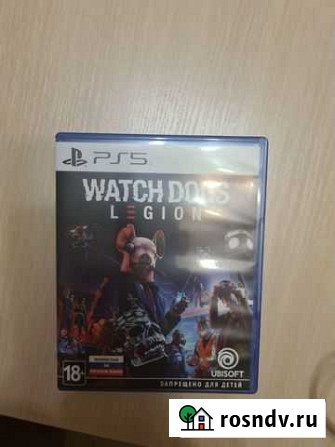 PS5
WATCH DOGS
LEGION
18+
UBISOFT
ЗАПРЕЩЕНО ДЛЯ ДЕТЕЙ
rosndv.ru